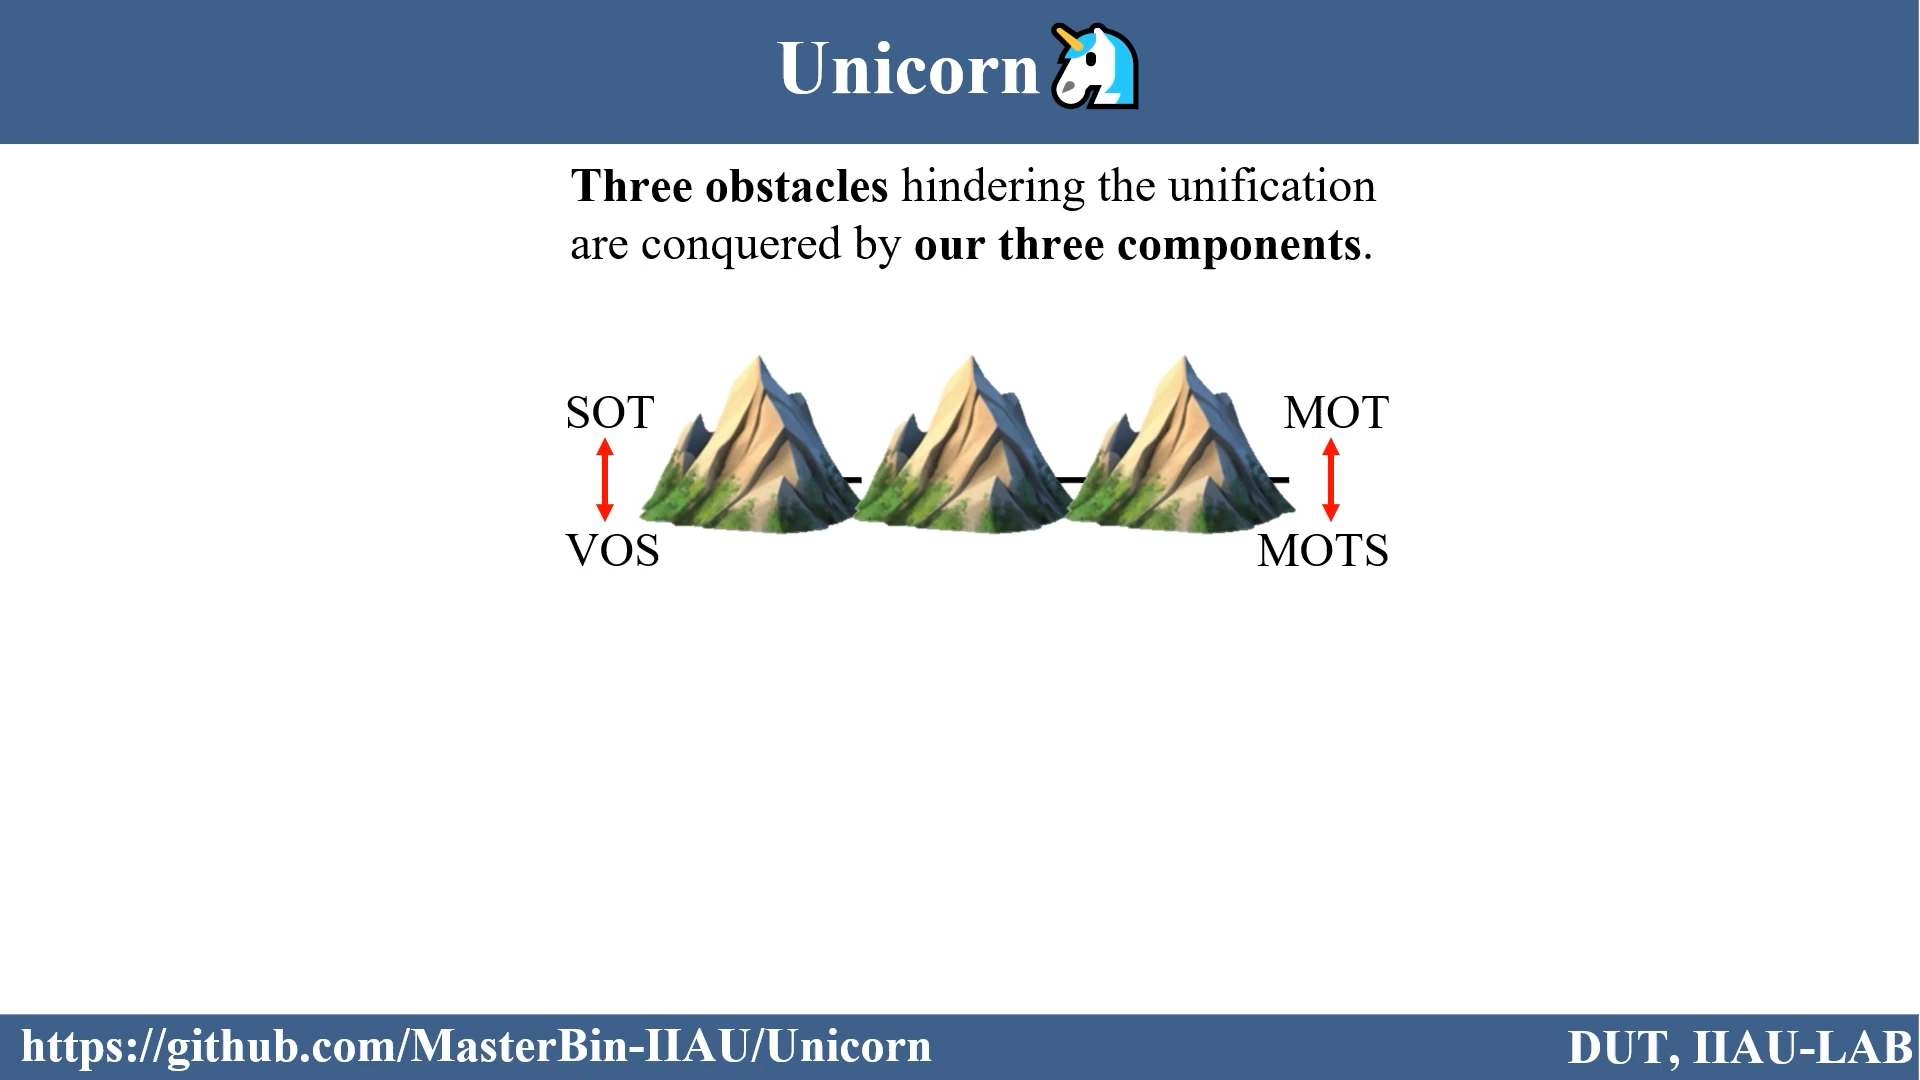 Unicorn
Three obstacles hindering the unification
are conquered by our three components.
SOT
MOT
VOS
MOTS
https://github.com/MasterBin-IIAU/Unicorn
DUT, IIAU-LAB